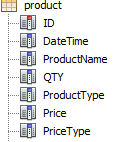 product
ID
DateTime
ProductName
QTY
ProductType
Price
PriceType